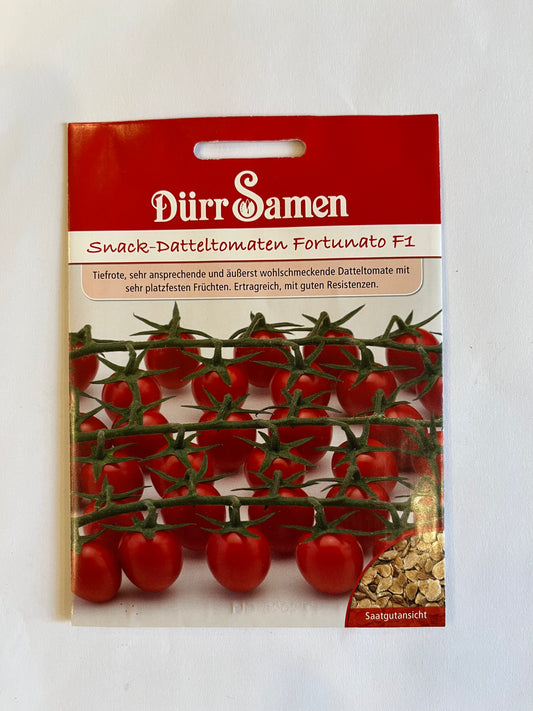 Dürr Samen
Snack-Datteltomaten Fortunato F1
Tiefrote, sehr ansprechende und äußerst wohlschmeckende Datteltomate mit
sehr platzfesten Früchten. Ertragreich, mit guten Resistenzen.
Saatgutansicht